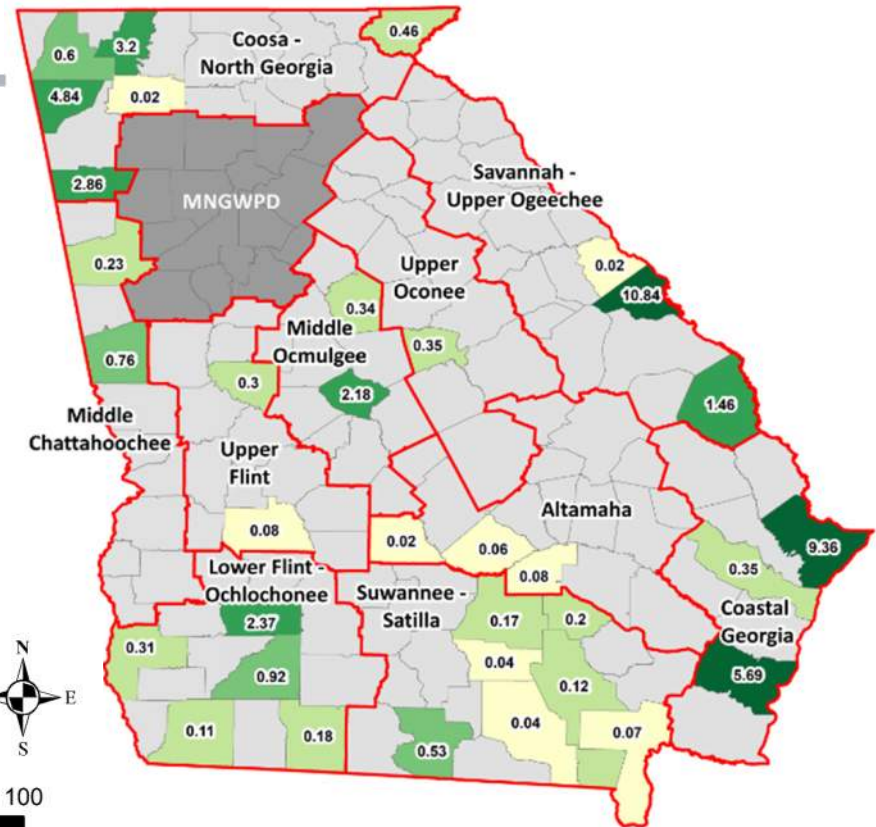 0.46
Coosa -
North Georgia
3.2
0.6
4.84
0.02
2.86
MNGWPD
Savannah -
Upper Ogeechee
0.23
Upper
Oconee
0.02
10.84
0.34
Middle
Ocmulgee
0.35
0.76
0.3
2.18
1.46
Middle
Chattahoochee
Upper
Flint
Altamaha
0.08
0.02
0.06
9.36
0.08
0.35
Lower Flint -
Ochlochonee
Suwannee -
Satilla
Coastal
Georgia
2.37
0.17
0.2
0.31
0.92
0.04
0.12
5.69
0.11
0.18
0.53
0.04
0.07
N
E
S
100